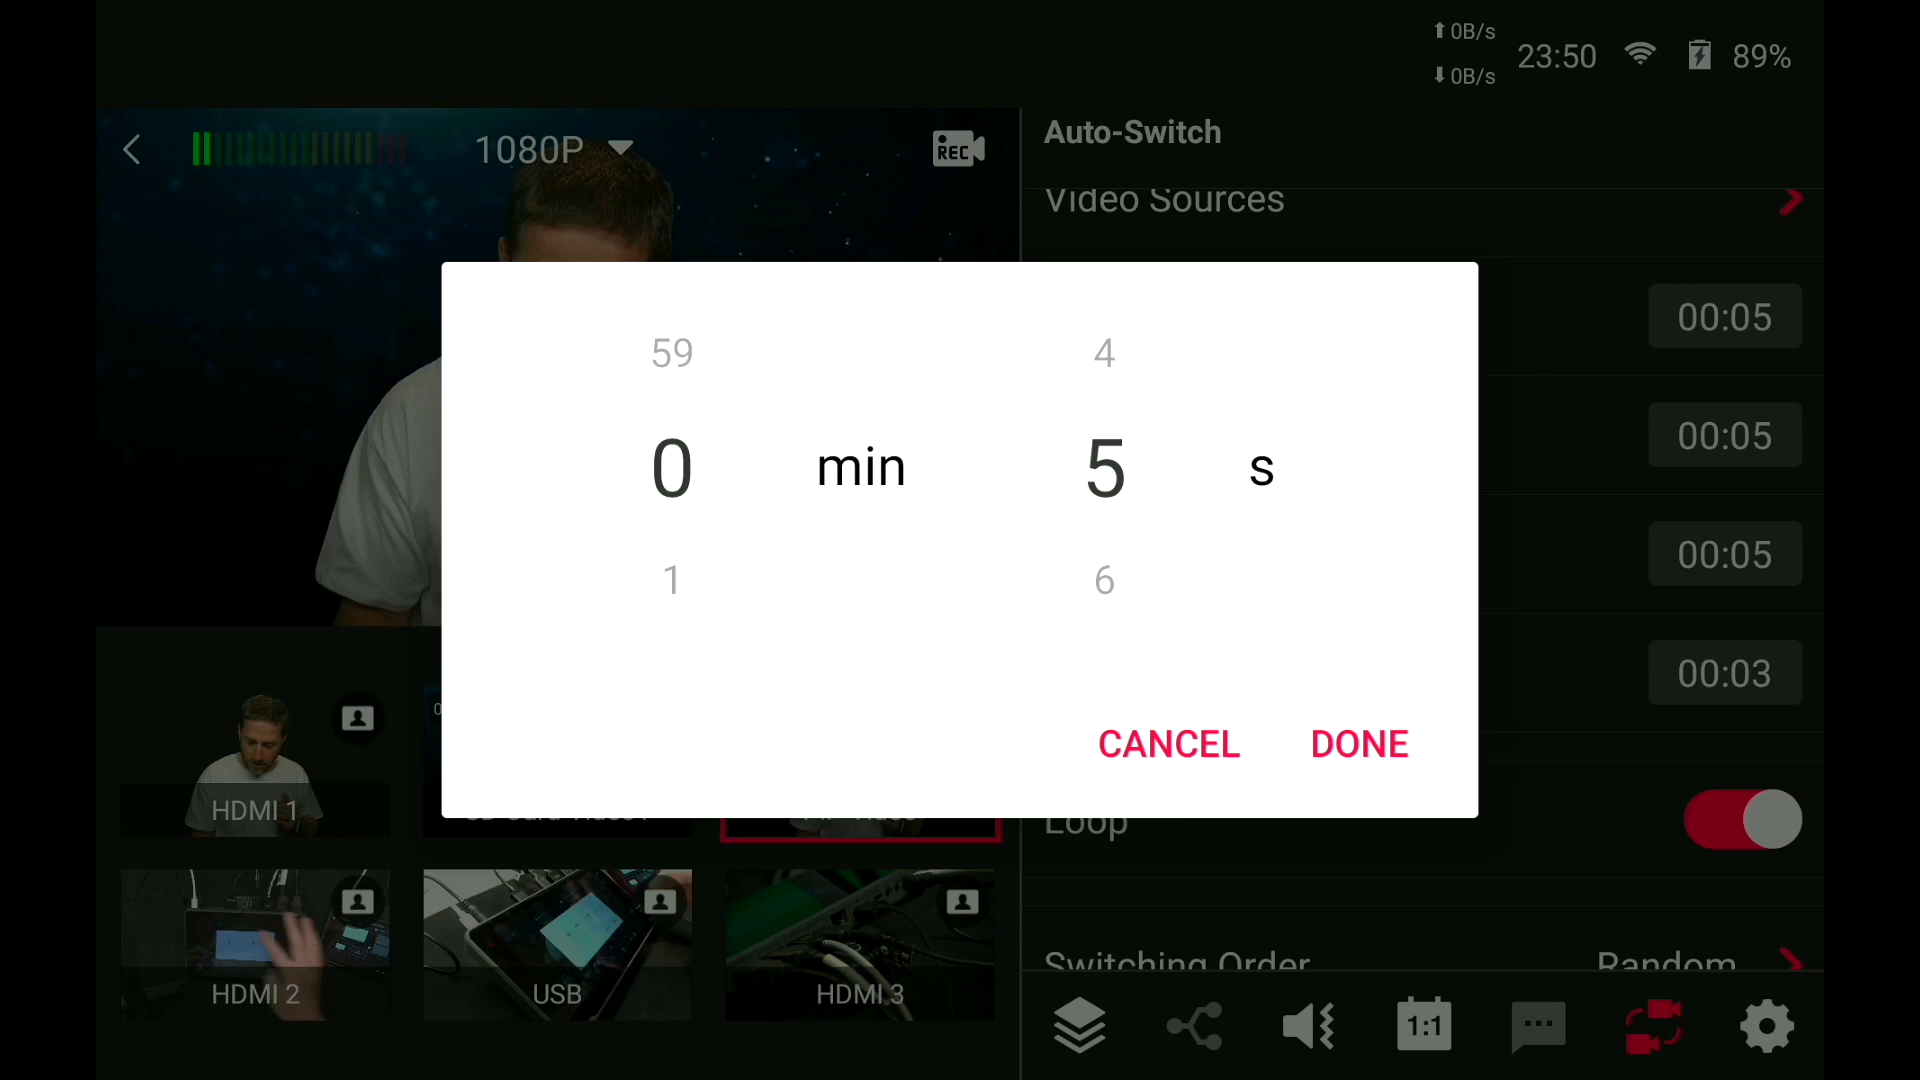 0B/s
0B/s
23:50
89%
1080P
REC
Auto-Switch
Video Sources
00:05
00:05
00:05
00:03
59
4
0 min 5 s
1
6
CANCEL DONE
HDMI 1
Loop
HDMI 2
USB
HDMI 3
Switching Order
Random
1:1